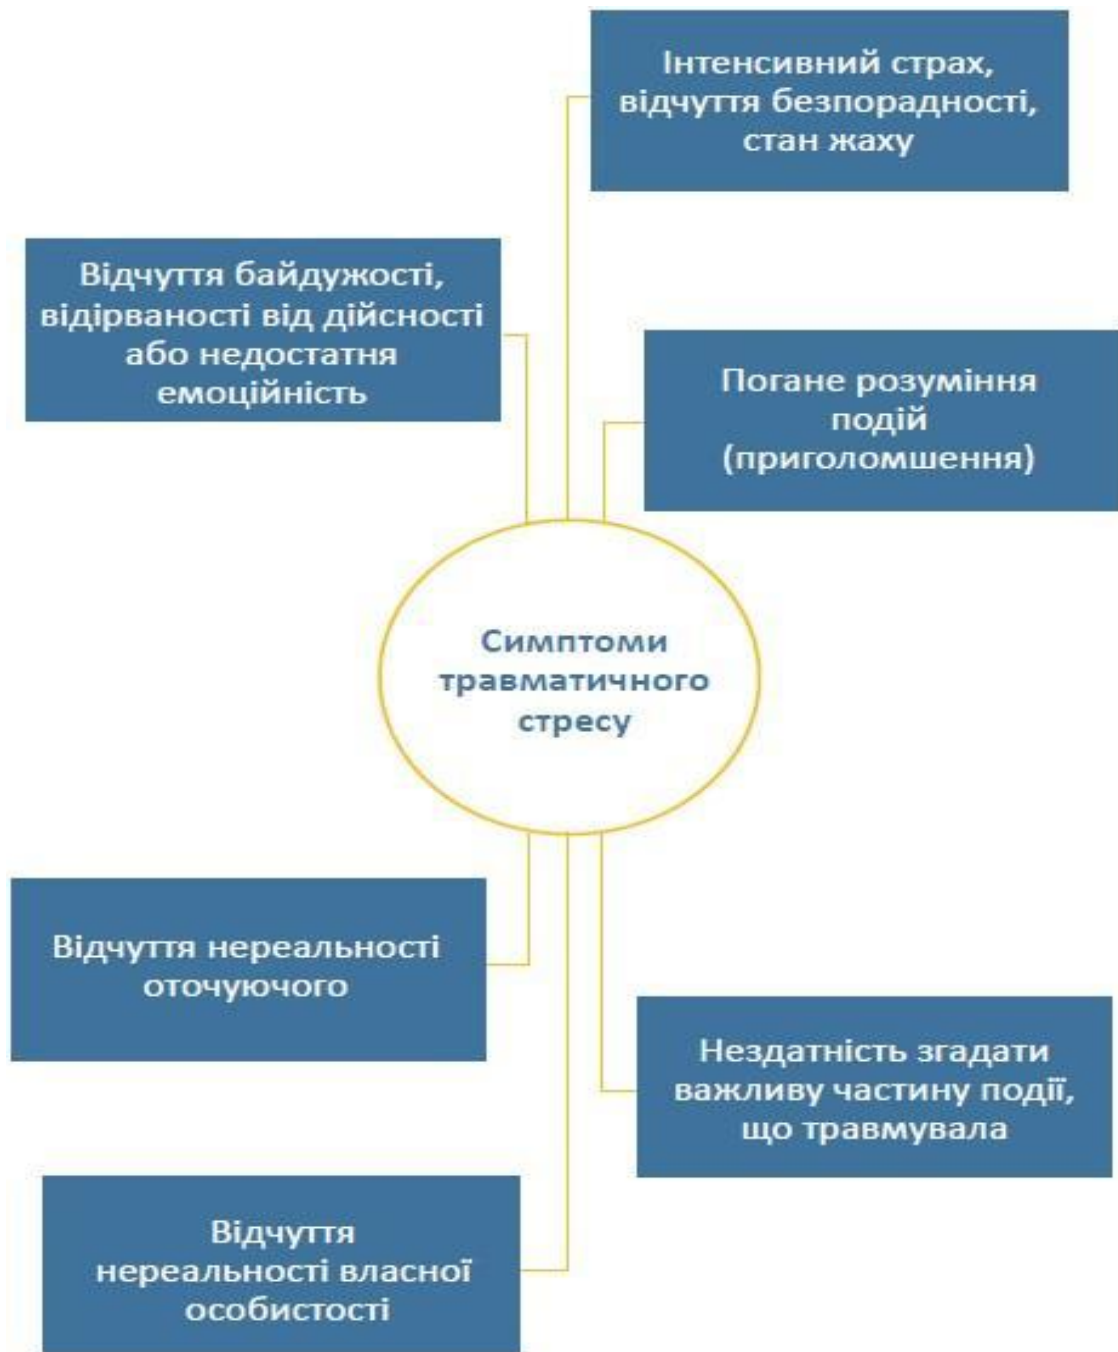 Інтенсивний страх,
відчуття безпорадності,
стан жаху
Відчуття байдужості,
відірваності від дійсності
або недостатня
емоційність
Погане розуміння
подій
(приголомшення)
Симптоми
травматичного
стресу
Відчуття нереальності
оточуючого
Нездатність згадати
важливу частину події,
що травмувала
Відчуття
нереальності власної
особистості